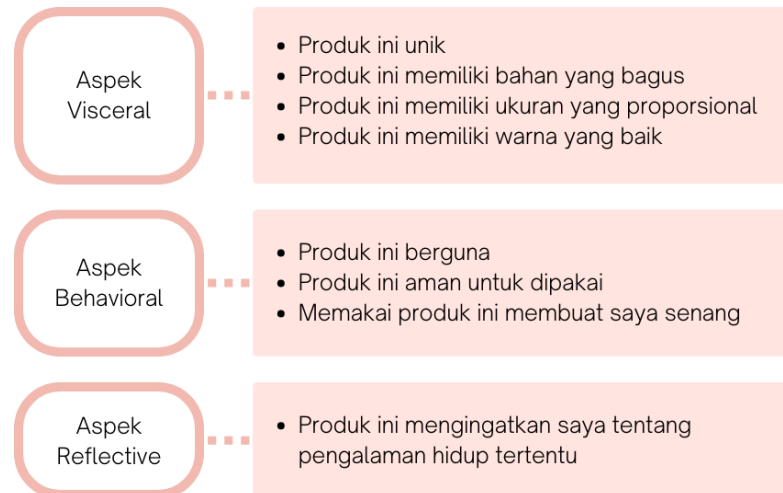 Aspek
Visceral
• Produk ini unik
• Produk ini memiliki bahan yang bagus
• Produk ini memiliki ukuran yang proporsional
• Produk ini memiliki warna yang baik
Aspek
Behavioral
• Produk ini berguna
• Produk ini aman untuk dipakai
• Memakai produk ini membuat saya senang
Aspek
Reflective
• Produk ini mengingatkan saya tentang
pengalaman hidup tertentu